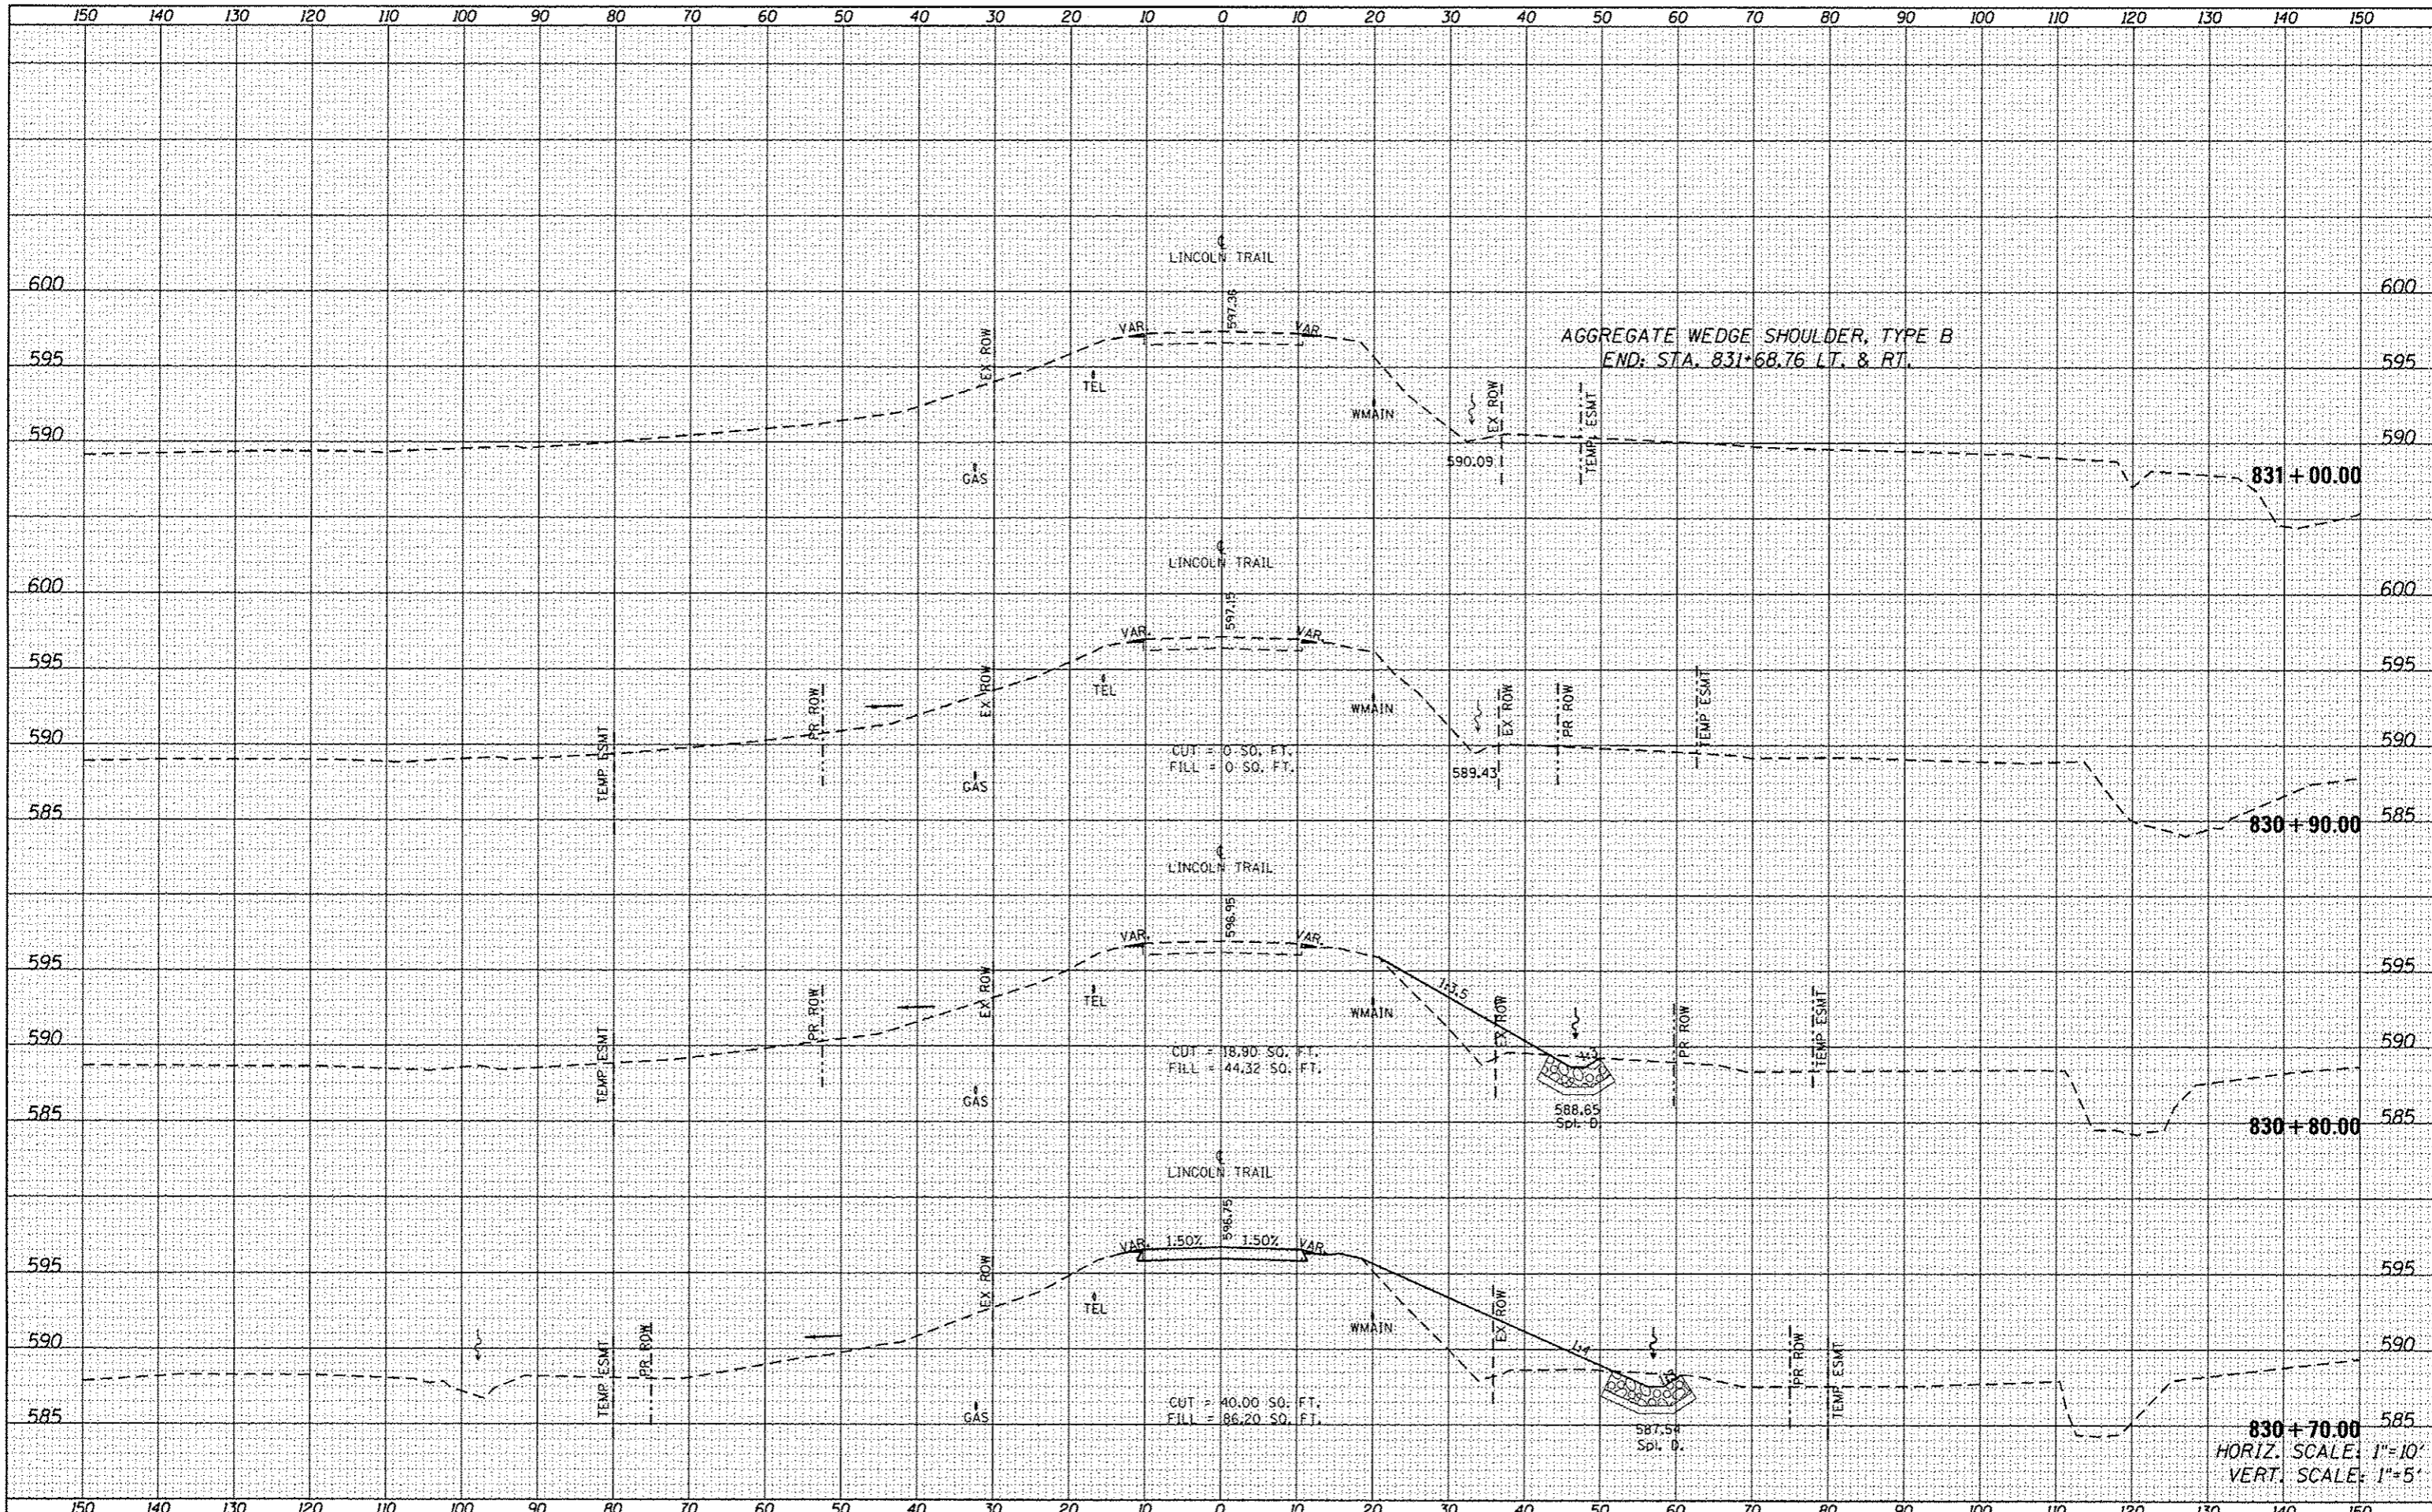 150 140 130 120 110 100 90 80 70 60 50 40 30 20 10 0 10 20 30 40 50 60 70 80 90 100 110 120 130 140 150
℄
LINCOLN TRAIL
600 600
597.36
VAR. VAR.
EX ROW
AGGREGATE WEDGE SHOULDER, TYPE B
595 END: STA. 831+68.76 LT. & RT. 595
TEL
WMAIN
EX ROW
TEMP. ESMT
590 590
590.09
GAS
831+00.00
℄
LINCOLN TRAIL
600 600
597.15
VAR. VAR.
595 595
EX ROW
TEL
PR ROW
WMAIN
EX ROW
PR ROW
TEMP ESMT
590 590
TEMP ESMT
CUT = 0 SQ. FT.
FILL = 0 SQ. FT.
589.43
GAS
585 585
830+90.00
℄
LINCOLN TRAIL
596.95
VAR. VAR.
595 595
EX ROW
1:3.5
TEL
PR ROW
WMAIN
EX ROW
PR ROW
TEMP ESMT
590 590
TEMP ESMT
CUT = 18.90 SQ. FT.
FILL = 44.32 SQ. FT.
GAS
588.65
Spl. D.
585 585
830+80.00
℄
LINCOLN TRAIL
596.75
VAR. 1.50% 1.50% VAR.
595 595
EX ROW
TEL
WMAIN
EX ROW
1:4
590 590
TEMP ESMT
PR ROW
PR ROW
TEMP ESMT
CUT = 40.00 SQ. FT.
FILL = 86.20 SQ. FT.
GAS
587.54
Spl. D.
585 585
830+70.00
HORIZ. SCALE: 1"=10'
VERT. SCALE: 1"=5'
150 140 130 120 110 100 90 80 70 60 50 40 30 20 10 0 10 20 30 40 50 60 70 80 90 100 110 120 130 140 150